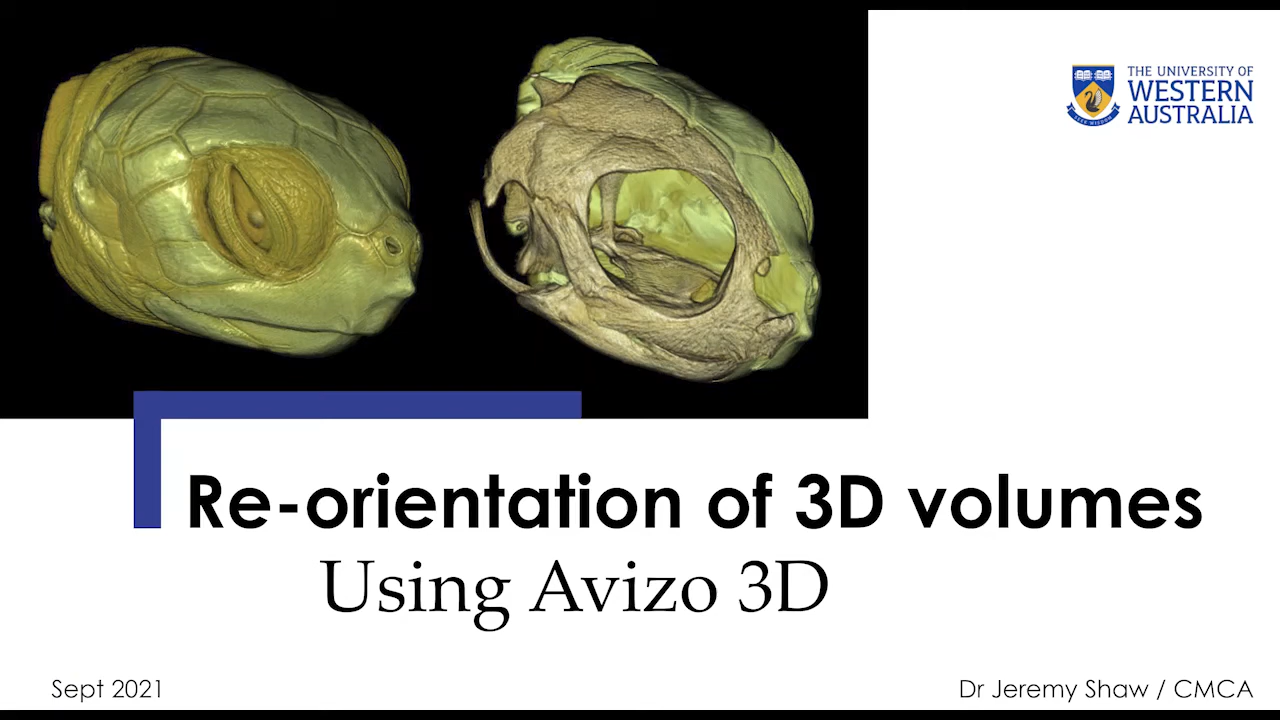 THE UNIVERSITY OF
WESTERN
AUSTRALIA
Re-orientation of 3D volumes
Using Avizo 3D
Sept 2021
Dr Jeremy Shaw / CMCA